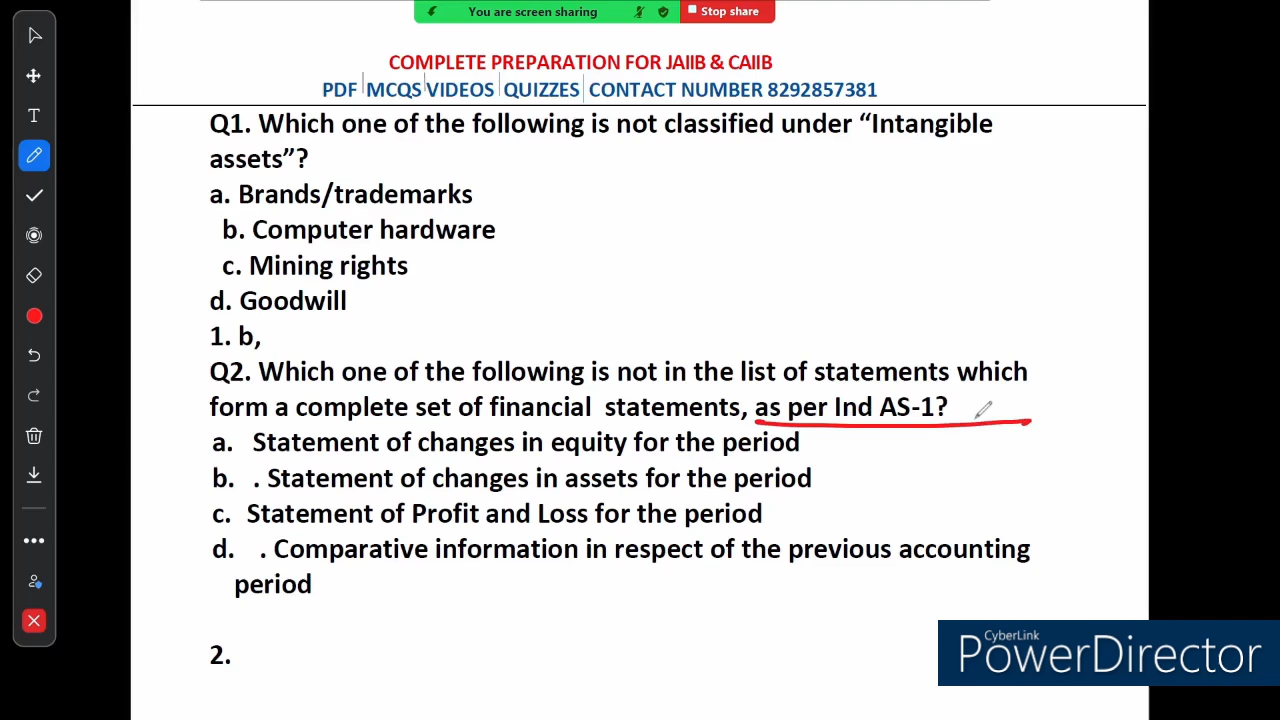 You are screen sharing Stop share
COMPLETE PREPARATION FOR JAIIB & CAIIB
PDF MCQS VIDEOS QUIZZES CONTACT NUMBER 8292857381
Q1. Which one of the following is not classified under “Intangible
assets”?
a. Brands/trademarks
b. Computer hardware
c. Mining rights
d. Goodwill
1. b,
Q2. Which one of the following is not in the list of statements which
form a complete set of financial statements, as per Ind AS-1?
a. Statement of changes in equity for the period
b. . Statement of changes in assets for the period
c. Statement of Profit and Loss for the period
d. . Comparative information in respect of the previous accounting
period
2.
CyberLink
PowerDirector